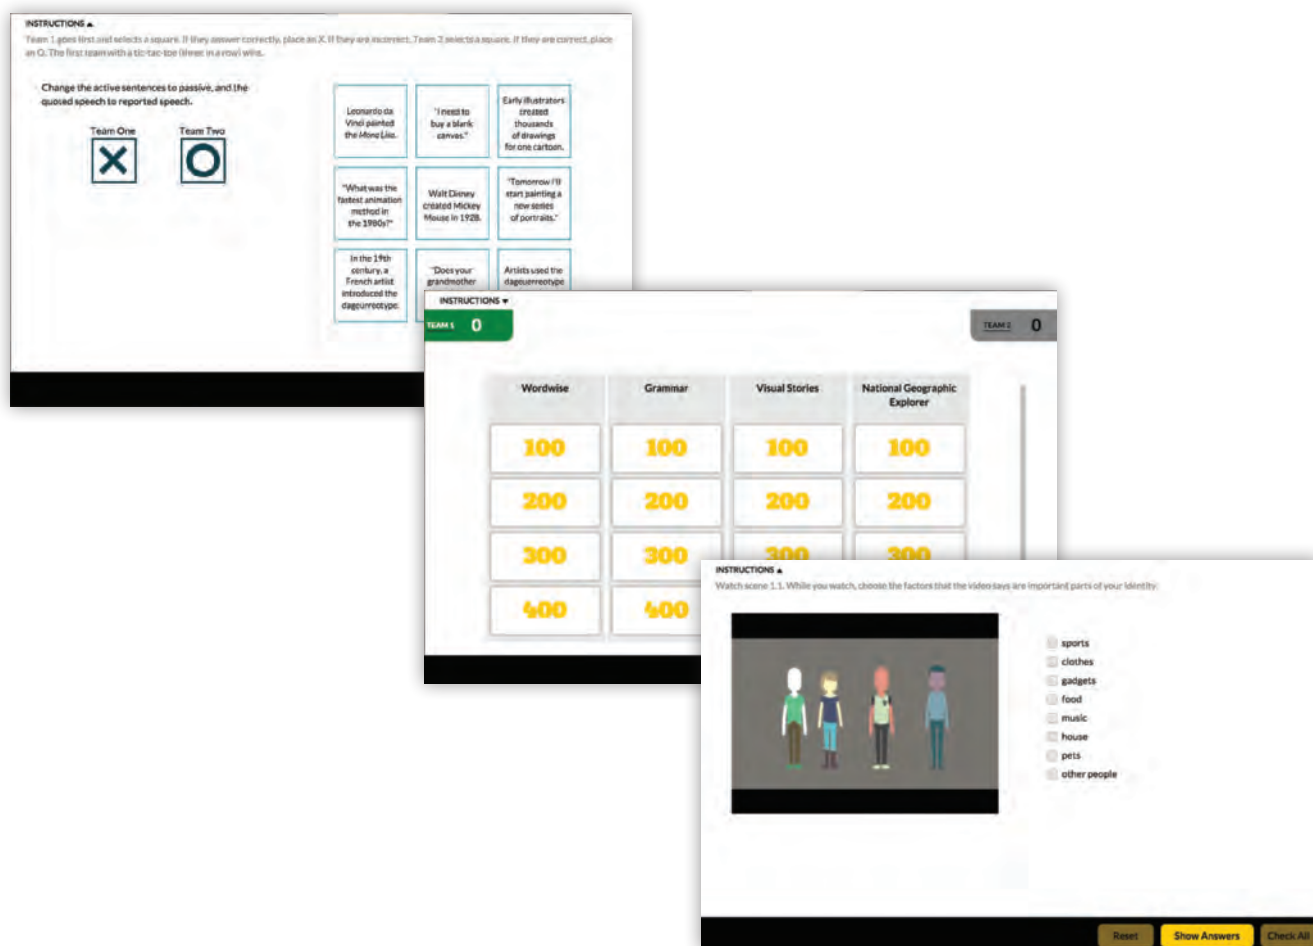 INSTRUCTIONS ▲
Team 1 goes first and selects a square. If they answer correctly, place an X. If they are incorrect, Team 2 selects a square. If they are correct, place
an O. The first team with a tic-tac-toe (three in a row) wins.
Change the active sentences to passive, and the
quoted speech to reported speech.
Team One
Team Two
X
O
Leonardo da
Vinci painted
the Mona Lisa.
"I need to
buy a blank
canvas."
Early illustrators
created
thousands
of drawings
for one cartoon.
"What was the
fastest animation
method in
the 1980s?"
Walt Disney
created Mickey
Mouse in 1928.
"Tomorrow I'll
start painting a
new series
of portraits."
In the 19th
century, a
French artist
introduced the
daguerreotype.
"Does your
grandmother
Artists used the
daguerreotype
INSTRUCTIONS ▼
TEAM 1 0
TEAM 2 0
Wordwise
Grammar
Visual Stories
National Geographic
Explorer
100 100 100 100
200 200 200 200
300 300 300 300
400 400
INSTRUCTIONS ▲
Watch scene 1.1. While you watch, choose the factors that the video says are important parts of your identity.
sports
clothes
gadgets
food
music
house
pets
other people
Reset
Show Answers
Check All